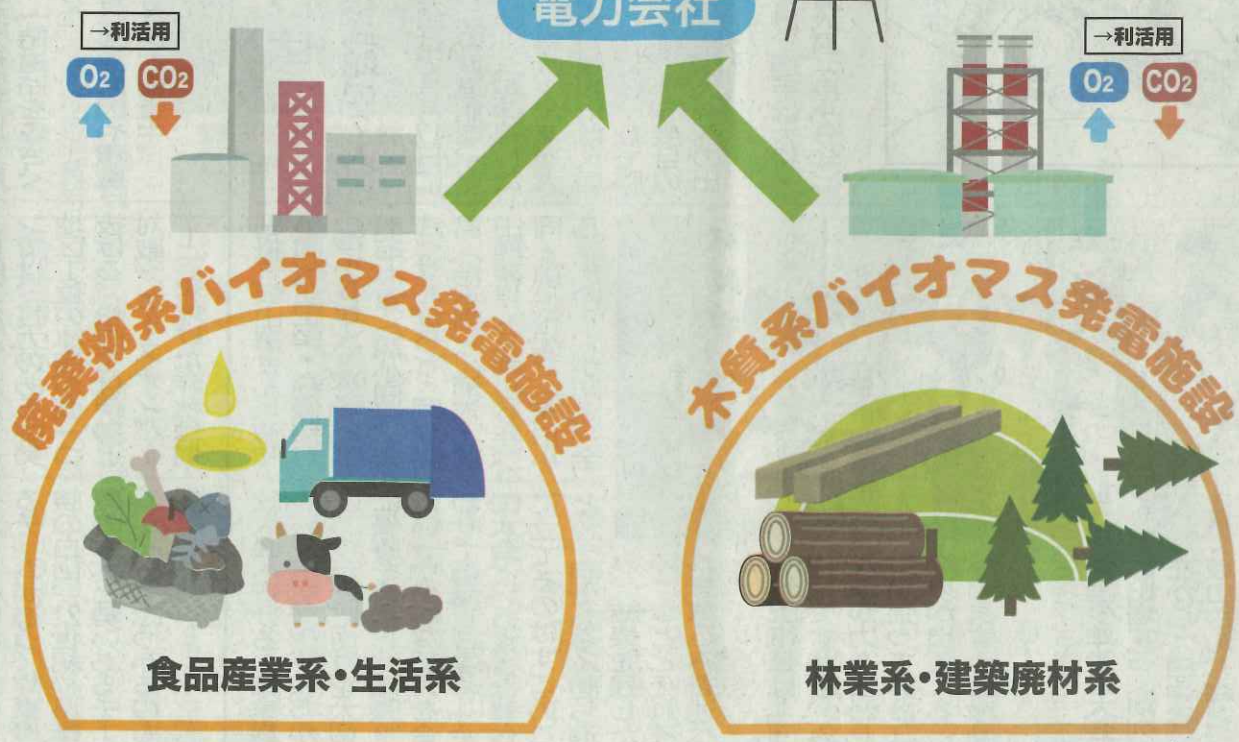 電力会社
→利活用
O2 CO2
→利活用
O2 CO2
廃棄物系バイオマス発電施設
木質系バイオマス発電施設
食品産業系・生活系
林業系・建築廃材系